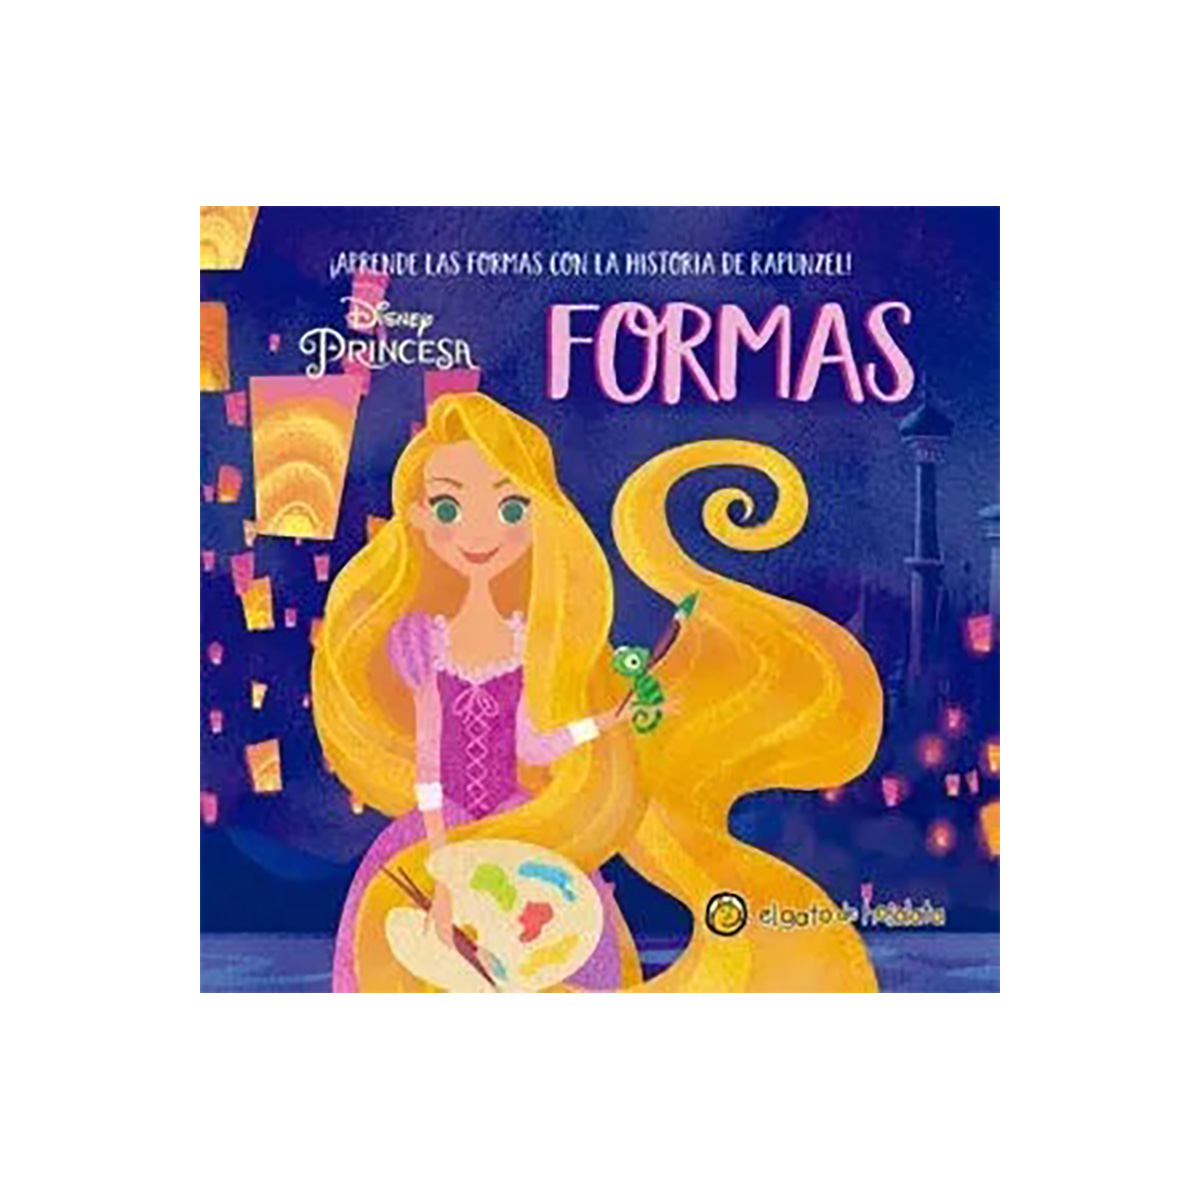 ¡APRENDE LAS FORMAS CON LA HISTORIA DE RAPUNZEL!
DISNEY
PRINCESA
FORMAS
el gato de hojalata